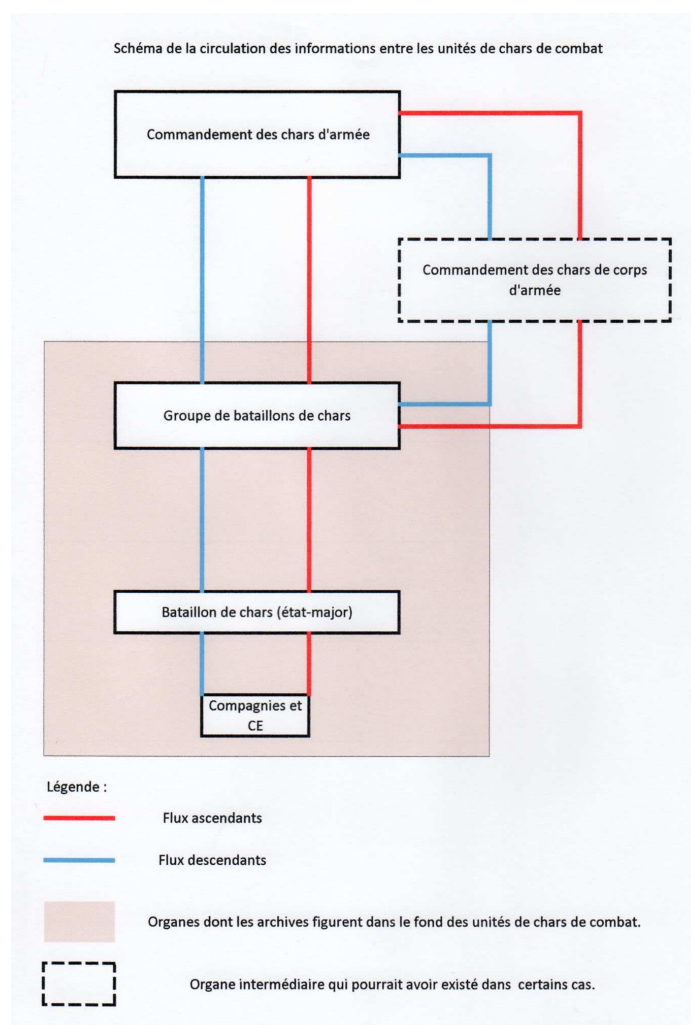 Schéma de la circulation des informations entre les unités de chars de combat
Commandement des chars d'armée
Commandement des chars de corps
d'armée
Groupe de bataillons de chars
Bataillon de chars (état-major)
Compagnies et
CE
Légende :
Flux ascendants
Flux descendants
Organes dont les archives figurent dans le fond des unités de chars de combat.
Organe intermédiaire qui pourrait avoir existé dans certains cas.